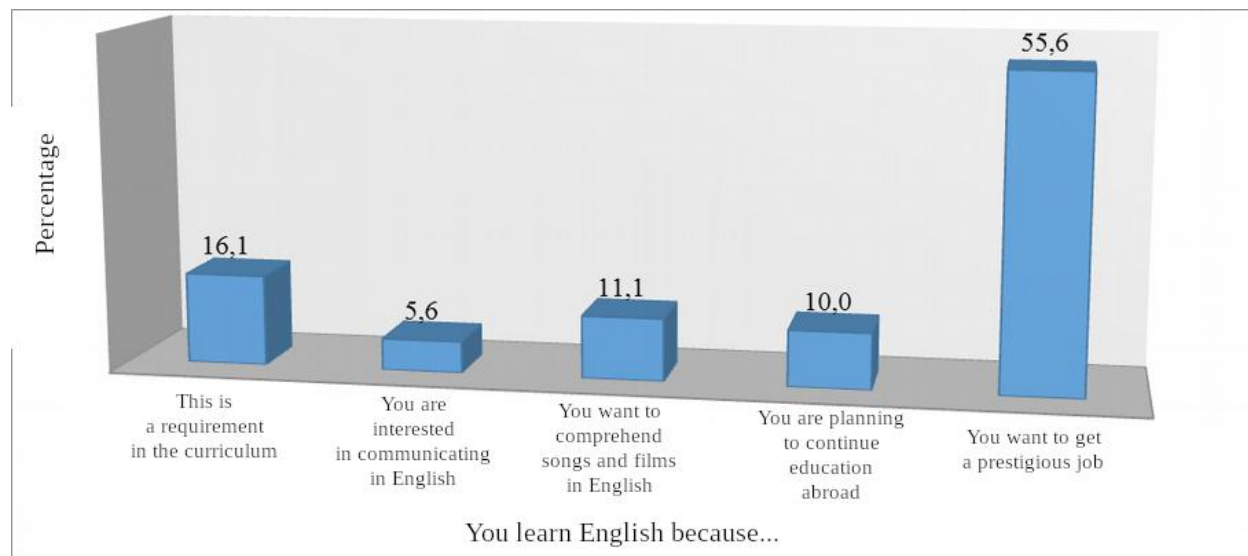 55,6
Percentage
16,1
5,6
11,1
10,0
This is
a requirement
in the curriculum
You are
interested
in communicating
in English
You want to
comprehend
songs and films
in English
You are planning
to continue
education
abroad
You want to get
a prestigious job
You learn English because...